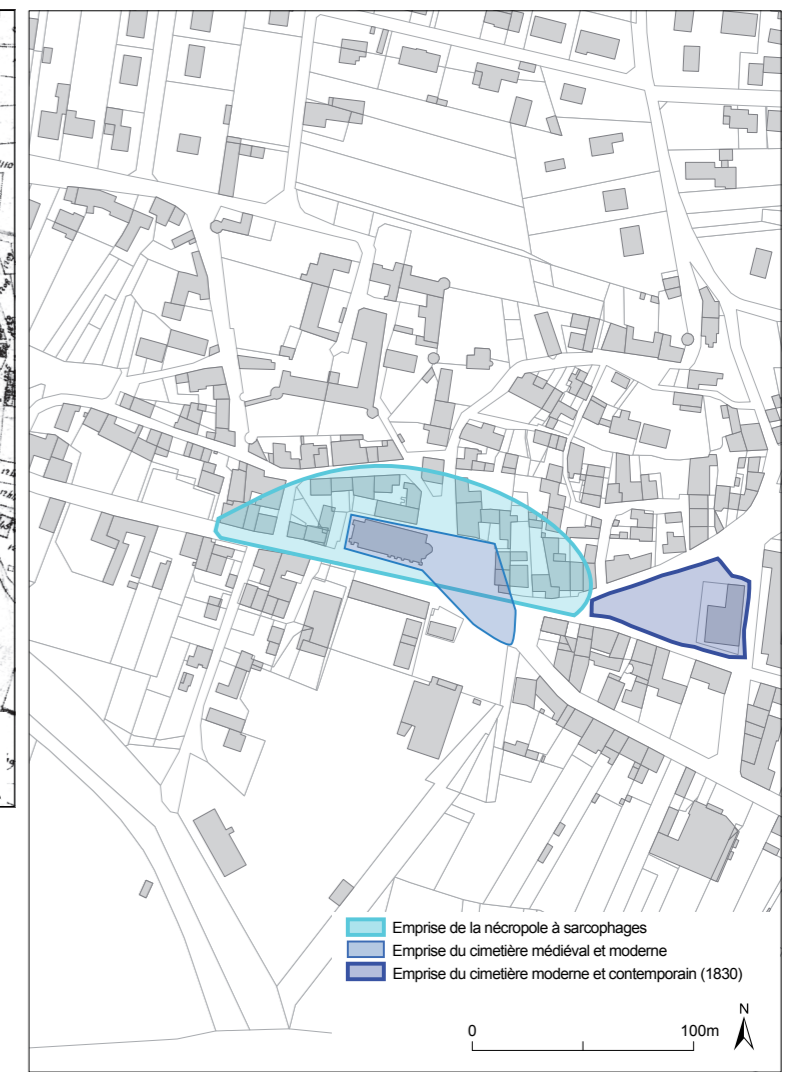 Emprise de la nécropole à sarcophages
Emprise du cimetière médiéval et moderne
Emprise du cimetière moderne et contemporain (1830)
0 100m
N